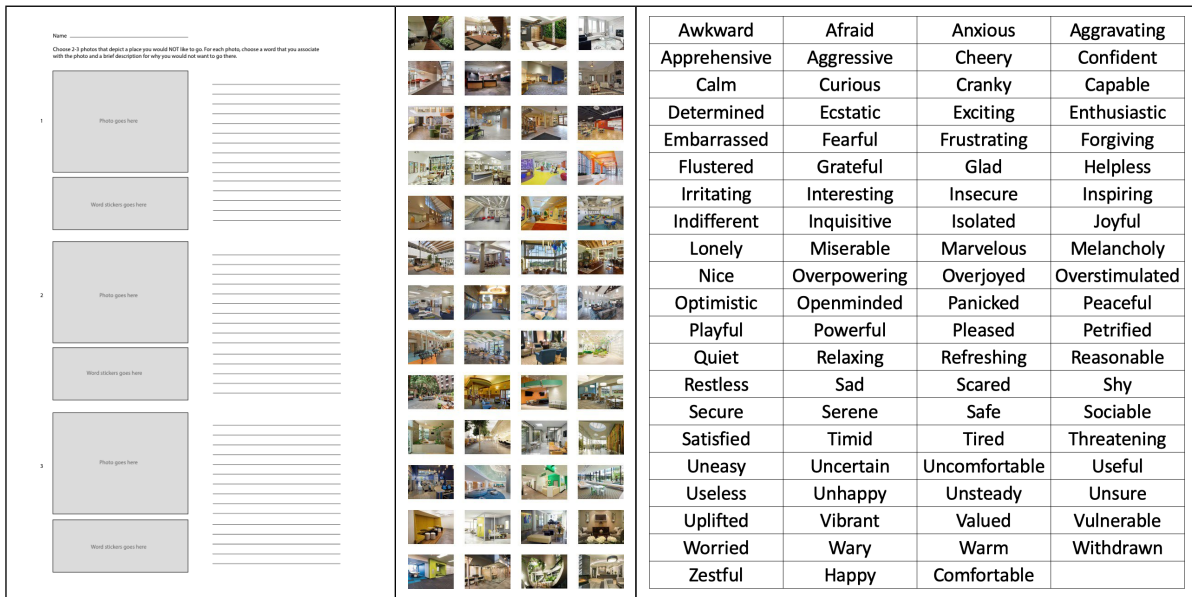 Name
Choose 2-3 photos that depict a place you would NOT like to go. For each photo, choose a word that you associate
with the photo and a brief description for why you would not want to go there.
1
Photo goes here
Word stickers goes here
2
Photo goes here
Word stickers goes here
3
Photo goes here
Word stickers goes here
Awkward Afraid Anxious Aggravating
Apprehensive Aggressive Cheery Confident
Calm Curious Cranky Capable
Determined Ecstatic Exciting Enthusiastic
Embarrassed Fearful Frustrating Forgiving
Flustered Grateful Glad Helpless
Irritating Interesting Insecure Inspiring
Indifferent Inquisitive Isolated Joyful
Lonely Miserable Marvelous Melancholy
Nice Overpowering Overjoyed Overstimulated
Optimistic Openminded Panicked Peaceful
Playful Powerful Pleased Petrified
Quiet Relaxing Refreshing Reasonable
Restless Sad Scared Shy
Secure Serene Safe Sociable
Satisfied Timid Tired Threatening
Uneasy Uncertain Uncomfortable Useful
Useless Unhappy Unsteady Unsure
Uplifted Vibrant Valued Vulnerable
Worried Wary Warm Withdrawn
Zestful Happy Comfortable